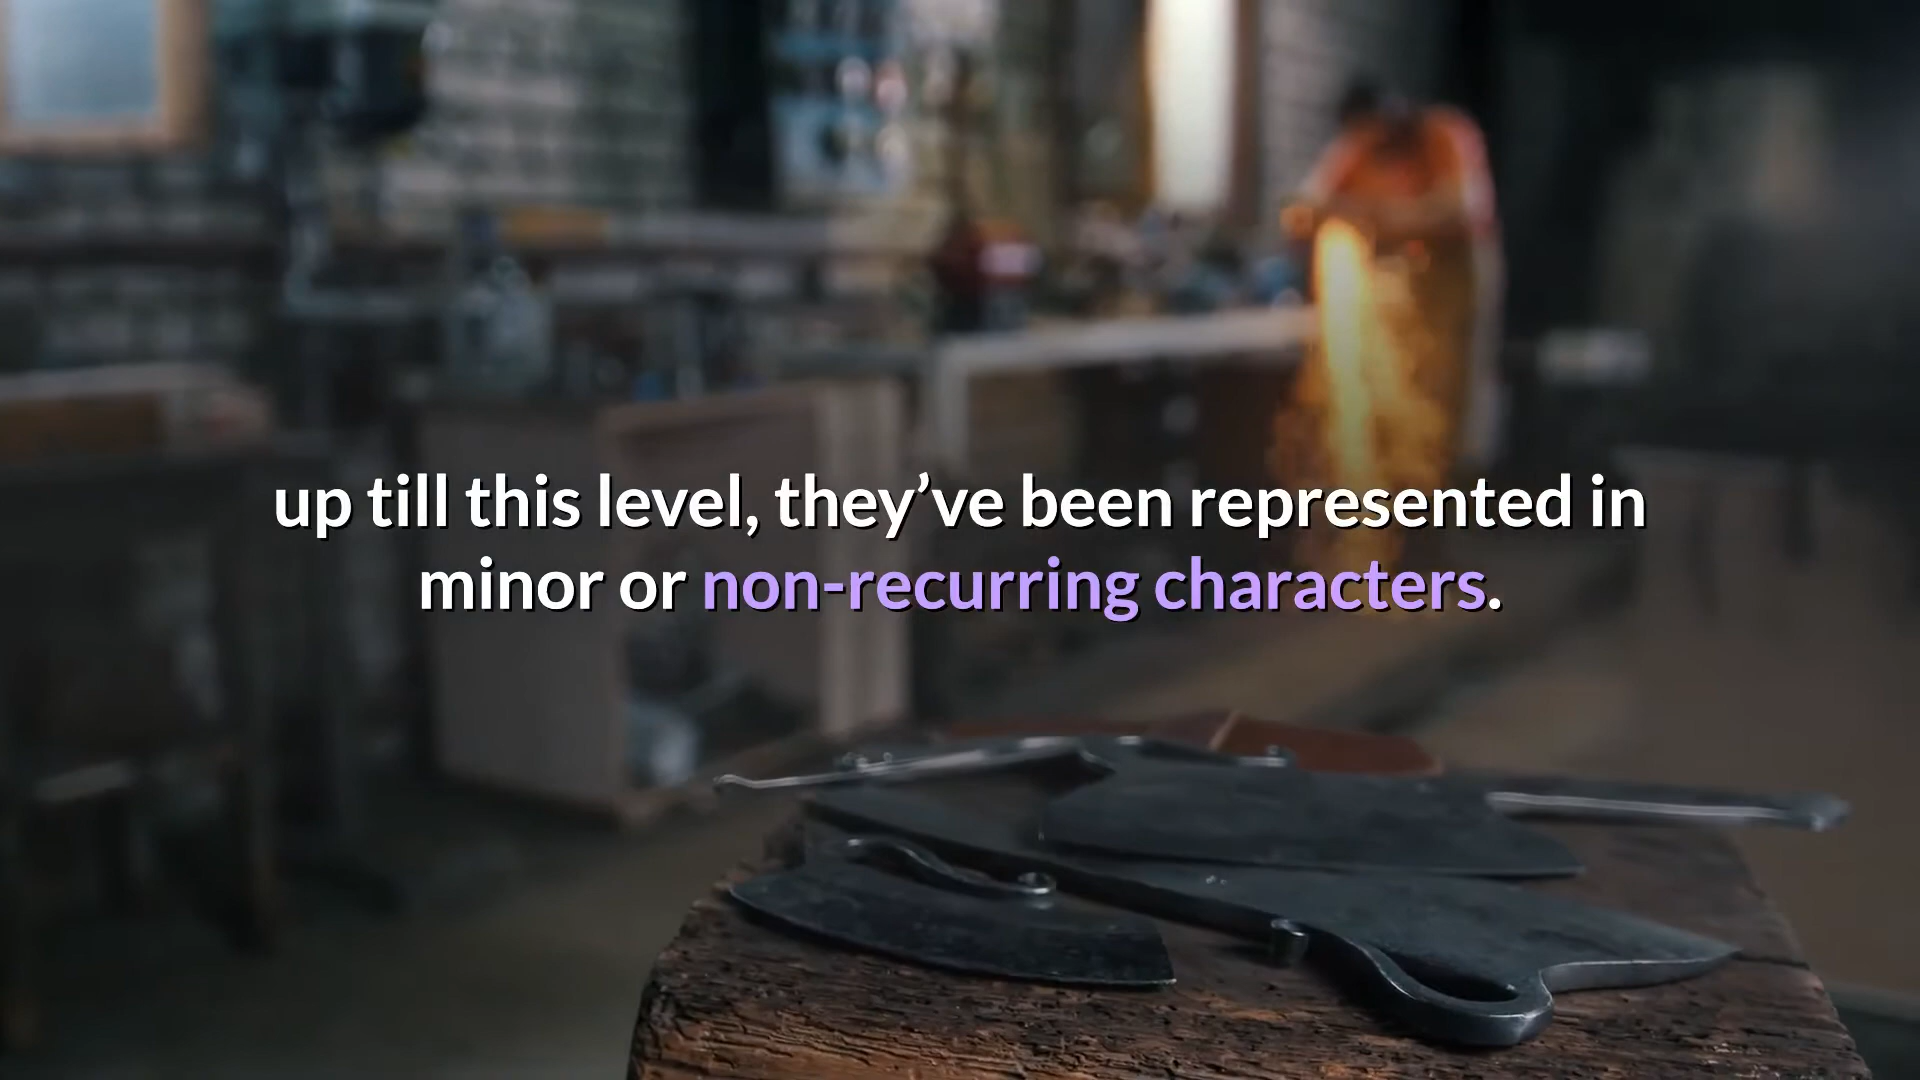 up till this level, they’ve been represented in
minor or non-recurring characters.